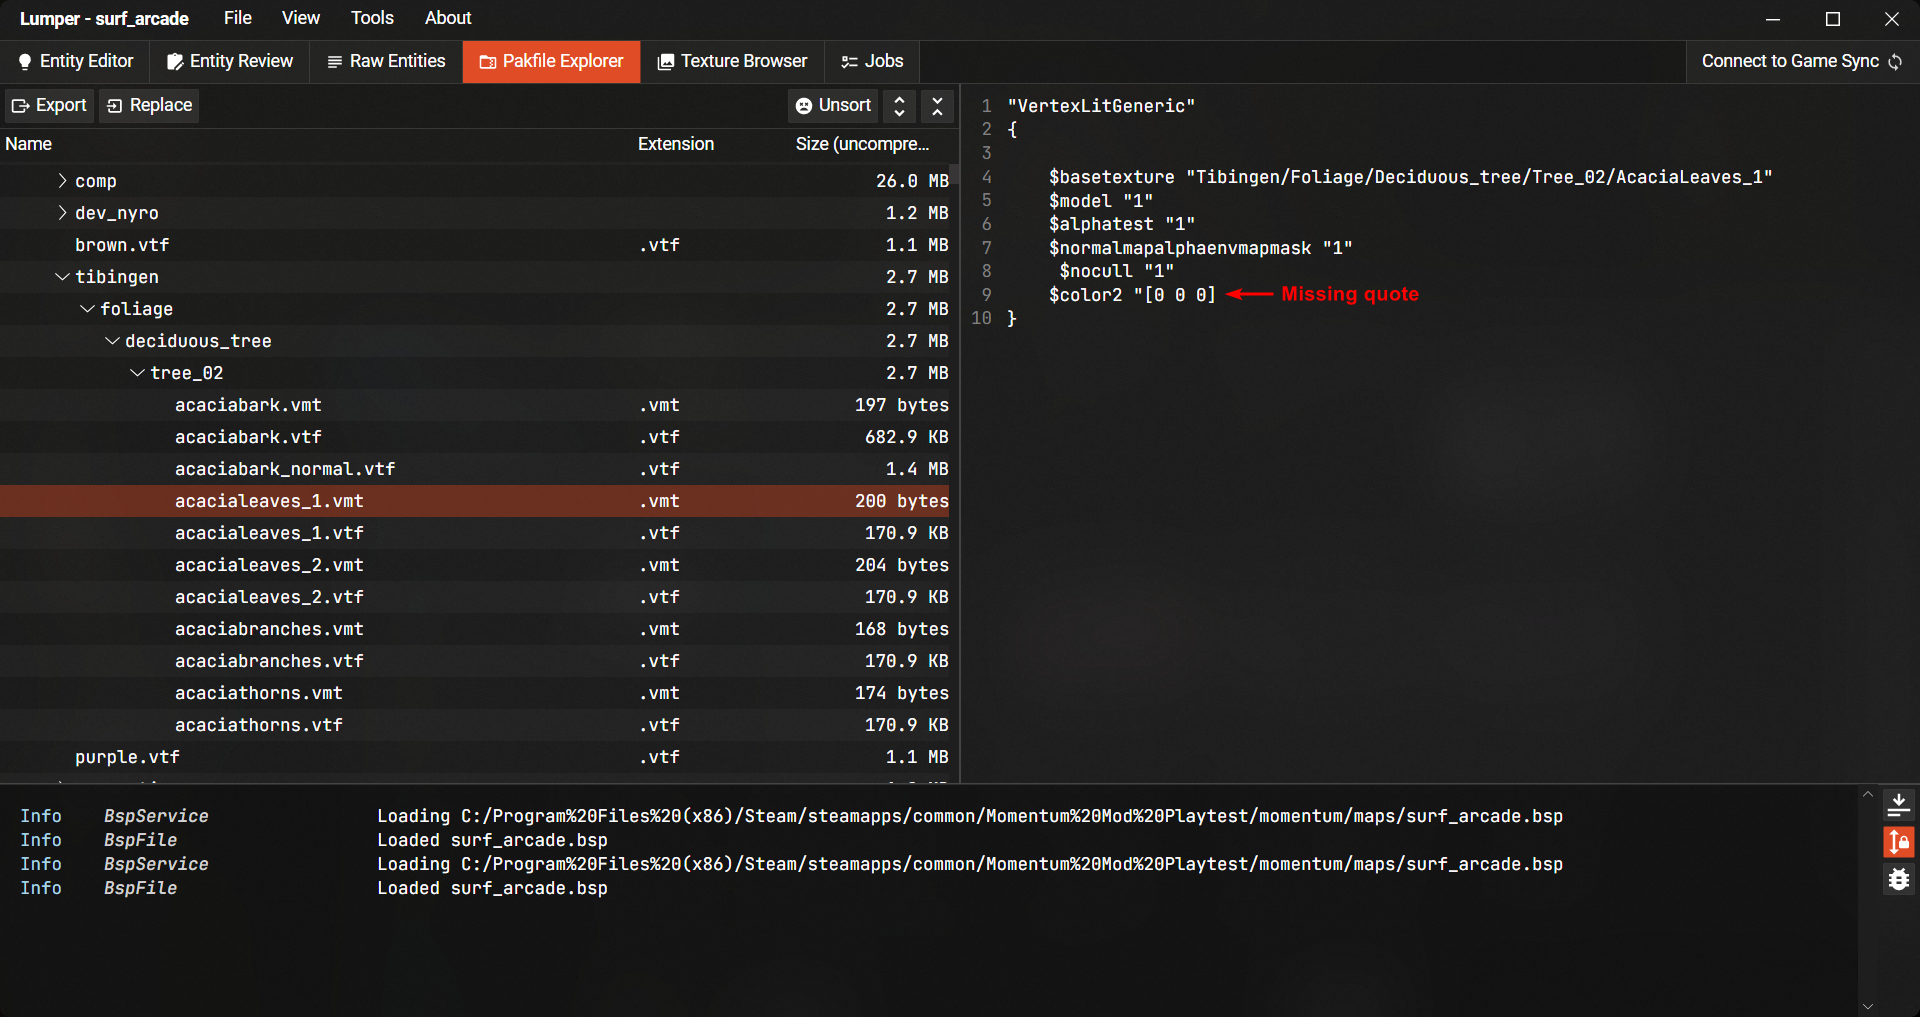 Lumper - surf_arcade File View Tools About
Entity Editor Entity Review Raw Entities Pakfile Explorer Texture Browser Jobs Connect to Game Sync
Export Replace Unsort
Name Extension Size (uncompre...
comp 26.0 MB
dev_nyro 1.2 MB
brown.vtf .vtf 1.1 MB
tibingen 2.7 MB
foliage 2.7 MB
deciduous_tree 2.7 MB
tree_02 2.7 MB
acaciabark.vmt .vmt 197 bytes
acaciabark.vtf .vtf 682.9 KB
acaciabark_normal.vtf .vtf 1.4 MB
acacialeaves_1.vmt .vmt 200 bytes
acacialeaves_1.vtf .vtf 170.9 KB
acacialeaves_2.vmt .vmt 204 bytes
acacialeaves_2.vtf .vtf 170.9 KB
acaciabranches.vmt .vmt 168 bytes
acaciabranches.vtf .vtf 170.9 KB
acaciathorns.vmt .vmt 174 bytes
acaciathorns.vtf .vtf 170.9 KB
purple.vtf .vtf 1.1 MB
1 "VertexLitGeneric"
2 {
3
4 $basetexture "Tibingen/Foliage/Deciduous_tree/Tree_02/AcaciaLeaves_1"
5 $model "1"
6 $alphatest "1"
7 $normalmapalphaenvmapmask "1"
8 $nocull "1"
9 $color2 "[0 0 0] Missing quote
10 }
Info BspService Loading C:/Program%20Files%20(x86)/Steam/steamapps/common/Momentum%20Mod%20Playtest/momentum/maps/surf_arcade.bsp
Info BspFile Loaded surf_arcade.bsp
Info BspService Loading C:/Program%20Files%20(x86)/Steam/steamapps/common/Momentum%20Mod%20Playtest/momentum/maps/surf_arcade.bsp
Info BspFile Loaded surf_arcade.bsp